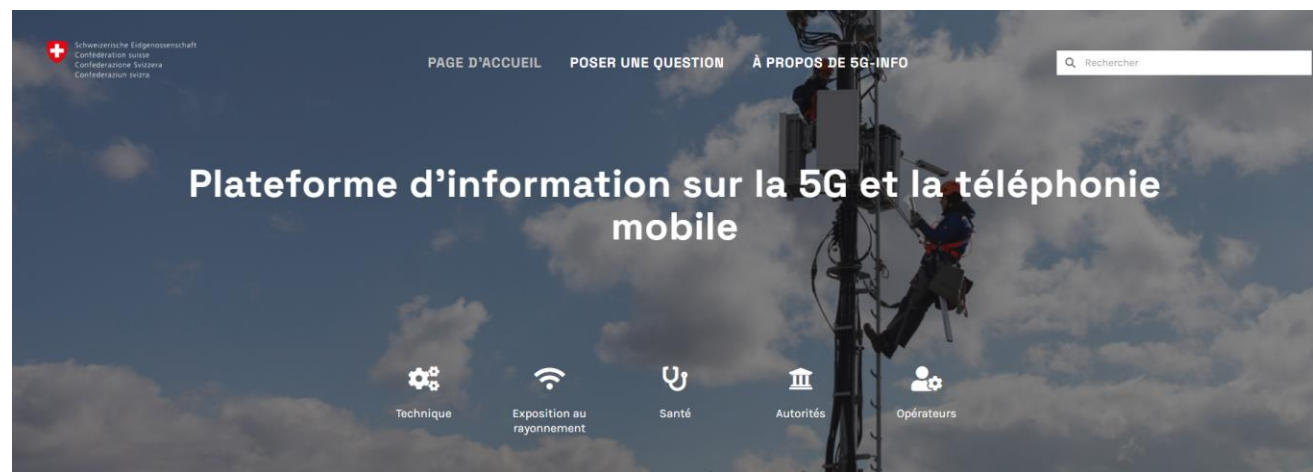 Schweizerische Eidgenossenschaft
Confédération suisse
Confederazione Svizzera
Confederaziun svizra
PAGE D'ACCUEIL POSER UNE QUESTION À PROPOS DE 5G-INFO
Rechercher
Plateforme d'information sur la 5G et la téléphonie
mobile
Technique
Exposition au
rayonnement
Santé
Autorités
Opérateurs